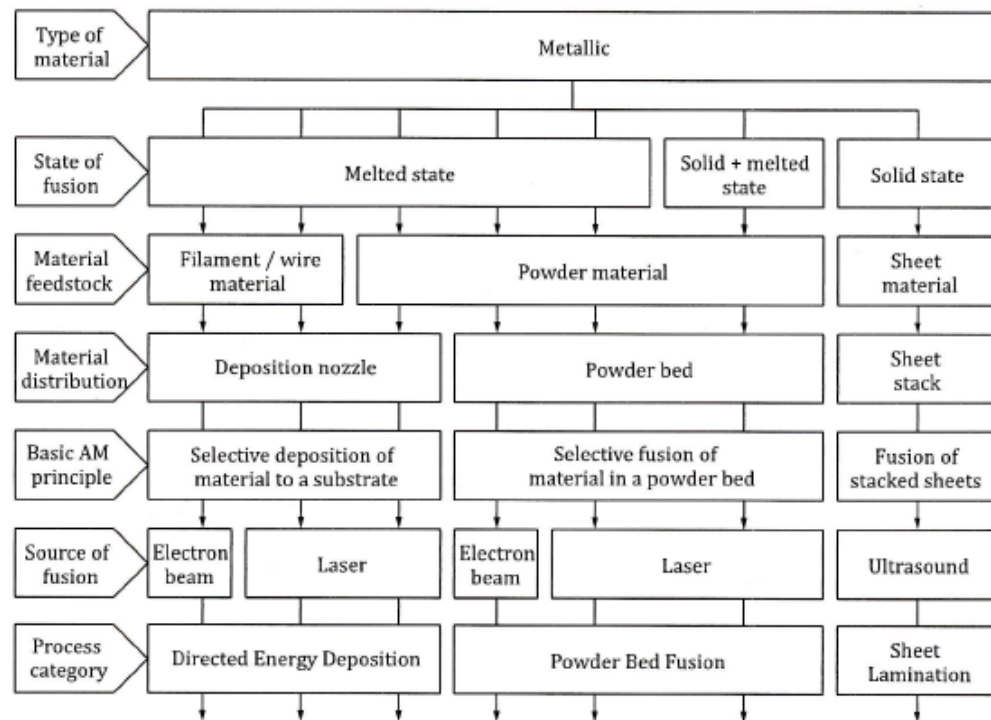 Type of
material
Metallic
State of
fusion
Melted state
Solid + melted
state
Solid state
Material
feedstock
Filament / wire
material
Powder material
Sheet
material
Material
distribution
Deposition nozzle
Powder bed
Sheet
stack
Basic AM
principle
Selective deposition of
material to a substrate
Selective fusion of
material in a powder bed
Fusion of
stacked sheets
Source of
fusion
Electron
beam
Laser
Electron
beam
Laser
Ultrasound
Process
category
Directed Energy Deposition
Powder Bed Fusion
Sheet
Lamination